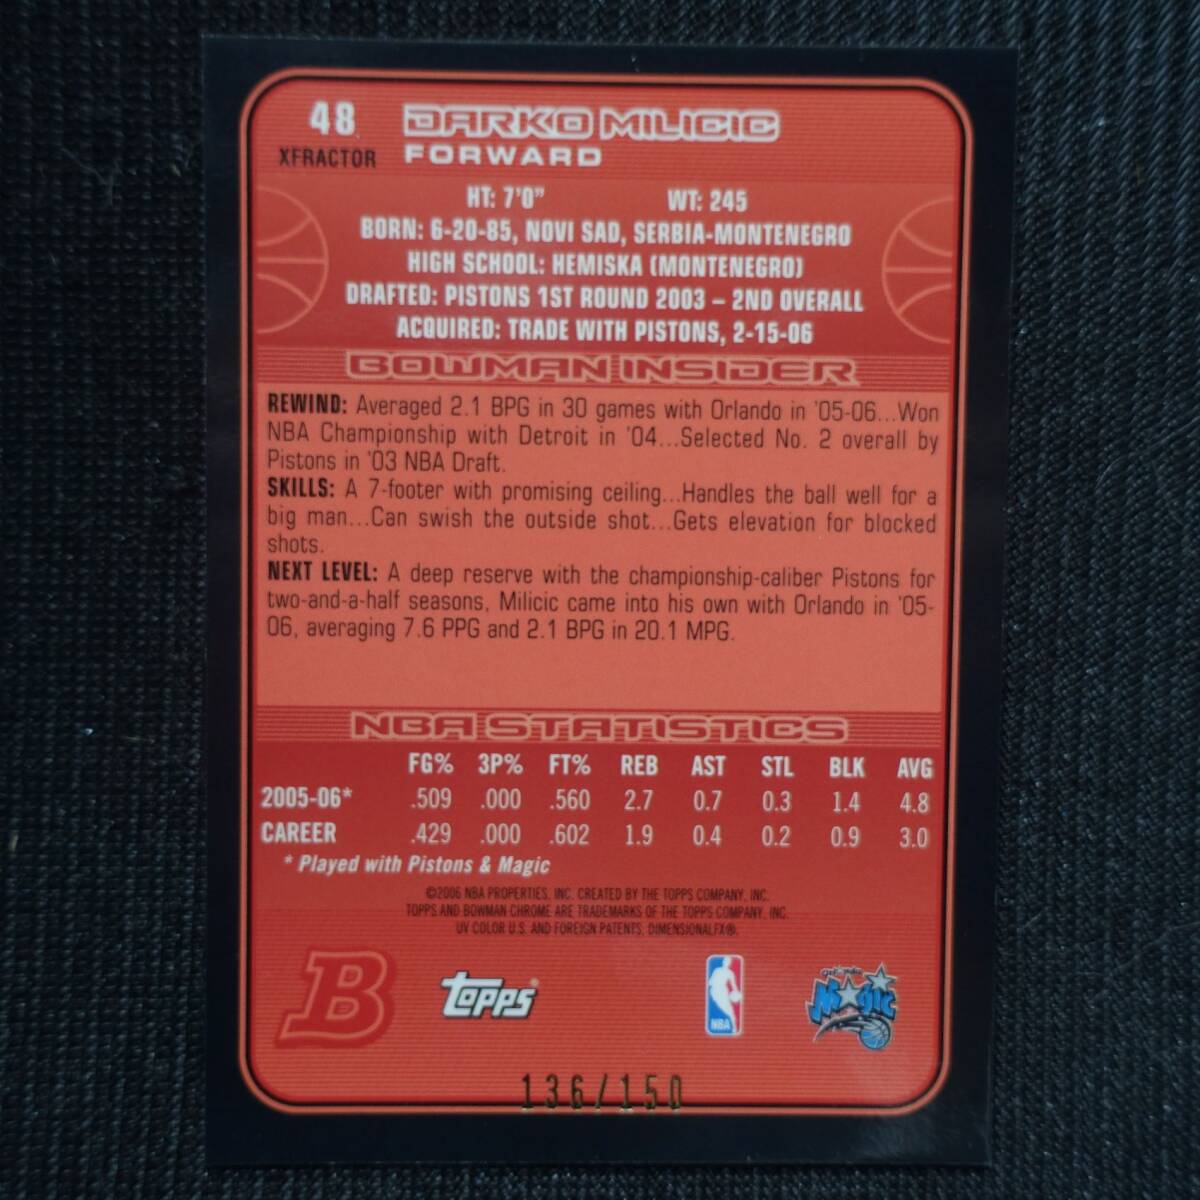 48 DARKO MILICIC
XFRACTOR FORWARD
HT: 7'0" WT: 245
BORN: 6-20-85, NOVI SAD, SERBIA-MONTENEGRO
HIGH SCHOOL: HEMISKA (MONTENEGRO)
DRAFTED: PISTONS 1ST ROUND 2003 – 2ND OVERALL
ACQUIRED: TRADE WITH PISTONS, 2-15-06
BOWMAN INSIDER
REWIND: Averaged 2.1 BPG in 30 games with Orlando in '05-06...Won
NBA Championship with Detroit in '04...Selected No. 2 overall by
Pistons in '03 NBA Draft.
SKILLS: A 7-footer with promising ceiling...Handles the ball well for a
big man...Can swish the outside shot...Gets elevation for blocked
shots.
NEXT LEVEL: A deep reserve with the championship-caliber Pistons for
two-and-a-half seasons, Milicic came into his own with Orlando in '05-
06, averaging 7.6 PPG and 2.1 BPG in 20.1 MPG.
NBA STATISTICS
FG% 3P% FT% REB AST STL BLK AVG
2005-06* .509 .000 .560 2.7 0.7 0.3 1.4 4.8
CAREER .429 .000 .602 1.9 0.4 0.2 0.9 3.0
* Played with Pistons & Magic
©2006 NBA PROPERTIES, INC. CREATED BY THE TOPPS COMPANY, INC.
TOPPS AND BOWMAN CHROME ARE TRADEMARKS OF THE TOPPS COMPANY, INC.
UV COLOR U.S. AND FOREIGN PATENTS. DIMENSIONALFX®.
B Topps® NBA Orlando Magic
136/150